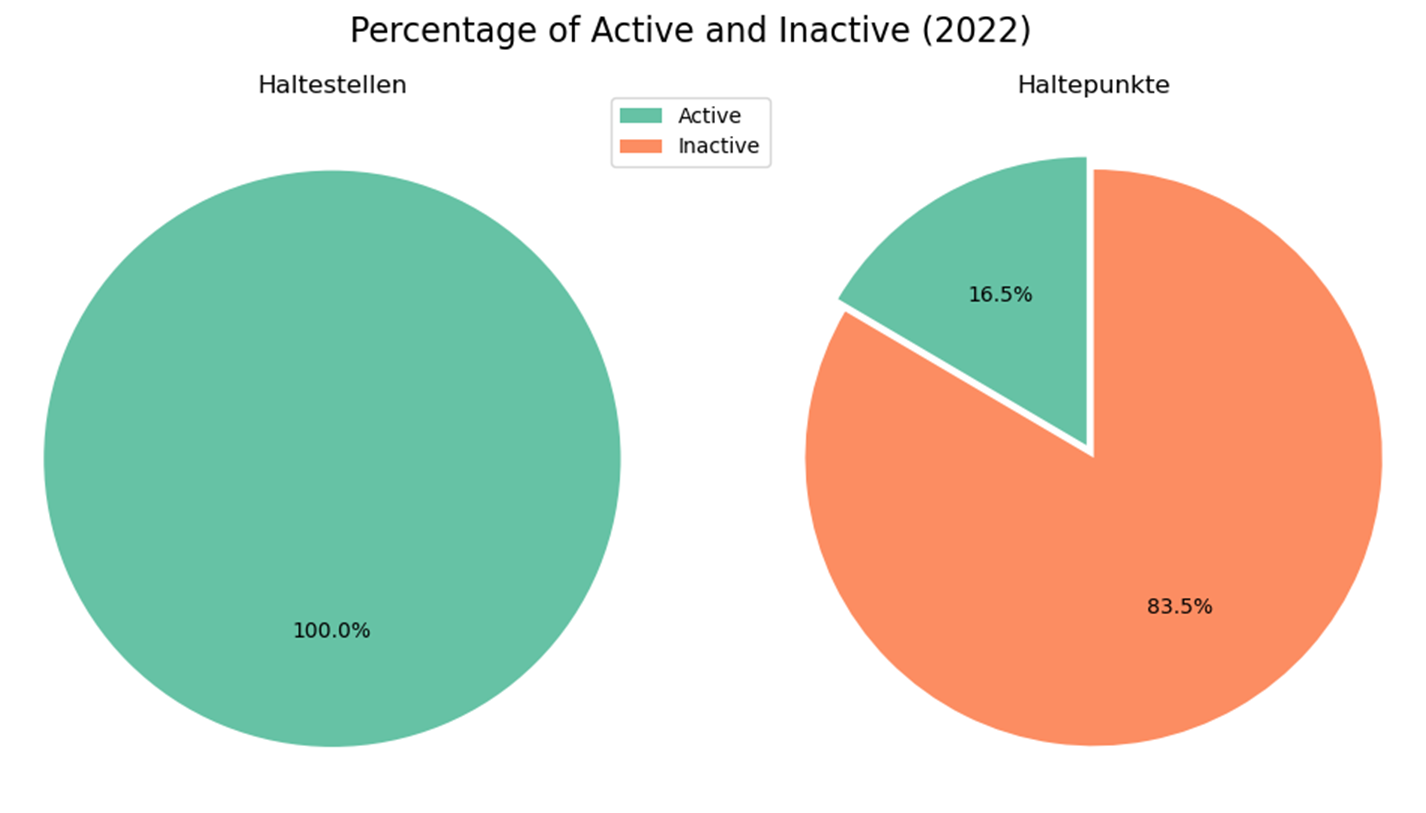 Percentage of Active and Inactive (2022)
Haltestellen
Active
Inactive
100.0%
Haltepunkte
16.5%
83.5%